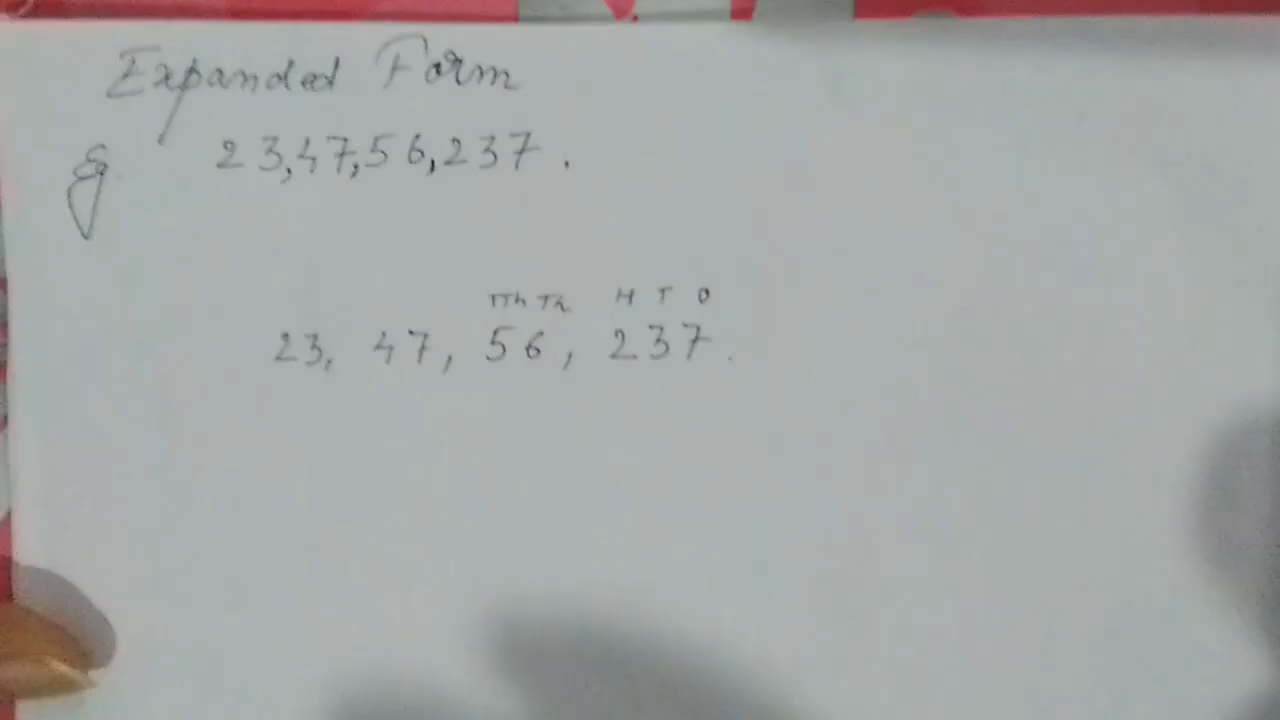 Expanded Form
Eg 23,47,56,237.
TTh Th H T O
23, 47, 56, 237.